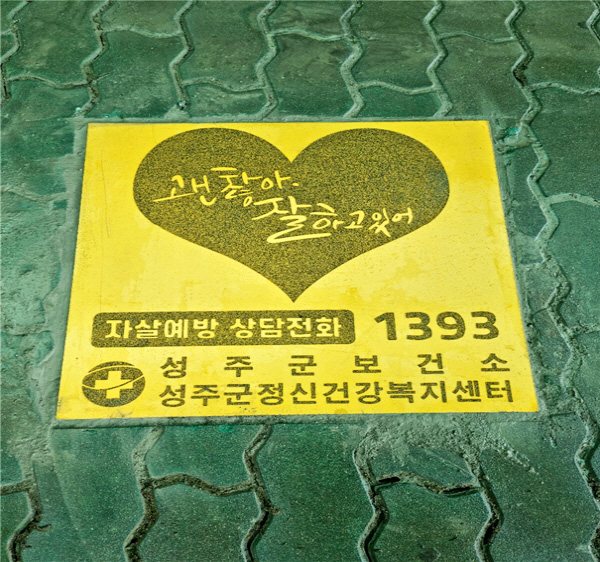 괜찮아.
잘하고 있어
자살예방 상담전화 1393
성주군보건소
성주군정신건강복지센터